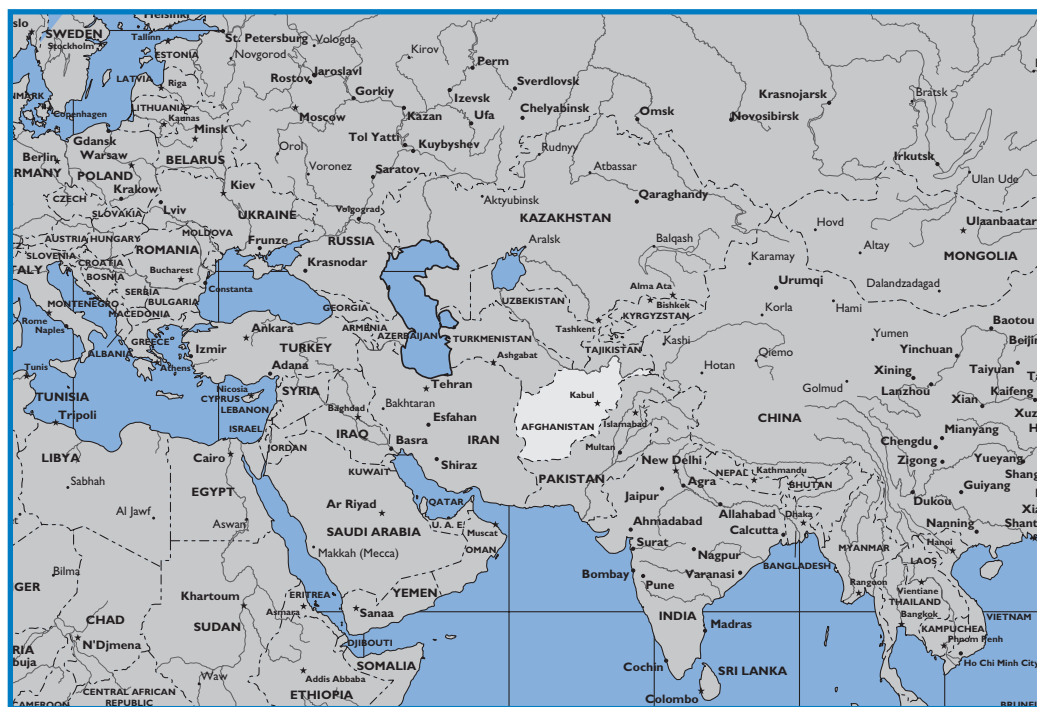 Helsinki
St. Petersburg
Vologda
Kirov
SWEDEN
Tallinn
Stockholm
ESTONIA
Novgorod
Perm
Jaroslavl
Rostov
Sverdlovsk
Krasnojarsk
Bratsk
LATVIA
Riga
Gorkiy
Izevsk
LITHUANIA
Copenhagen
Moscow
Kazan
Ufa
Chelyabinsk
Omsk
Novosibirsk
Minsk
Tol Yatti
Kuybyshev
Gdansk
Warsaw
Berlin
BELARUS
Orol
Rudnyy
Irkutsk
POLAND
Voronez
Saratov
Atbassar
Ulan Ude
Krakow
Kiev
CZECH
Lviv
Aktyubinsk
Qaraghandy
SLOVAKIA
UKRAINE
Volgograd
KAZAKHSTAN
Hovd
Ulaanbaatar
AUSTRIA
HUNGARY
MOLDOVA
Frunze
RUSSIA
Aralsk
Balqash
Altay
ROMANIA
SLOVENIA
CROATIA
BOSNIA
Bucharest
Krasnodar
Karamay
MONGOLIA
Urumqi
Constanta
SERBIA
BULGARIA
MONTENEGRO
MACEDONIA
GEORGIA
UZBEKISTAN
Alma Ata
Bishkek
KYRGYZSTAN
Dalandzadagad
Korla
Hami
Rome
Naples
ARMENIA
AZERBAIJAN
Tashkent
Ankara
TURKMENISTAN
Kashi
Yumen
Baotou
GREECE
ALBANIA
Izmir
TURKEY
TAJIKISTAN
Ashgabat
Hotan
Qiemo
Yinchuan
Athens
Adana
Tunis
Tehran
Golmud
Xining
Taiyuan
TUNISIA
Nicosia
CYPRUS
SYRIA
Lanzhou
Kaifeng
Tripoli
LEBANON
Baghdad
Bakhtaran
Kabul
Xian
Esfahan
AFGHANISTAN
Islamabad
CHINA
ISRAEL
IRAQ
IRAN
Mianyang
LIBYA
Cairo
JORDAN
Basra
Multan
Chengdu
Shiraz
New Delhi
Zigong
Yueyang
KUWAIT
PAKISTAN
NEPAL
Kathmandu
Sabhah
EGYPT
Agra
BHUTAN
Jaipur
Dukou
Guiyang
Al Jawf
Ar Riyad
QATAR
Aswan
SAUDI ARABIA
U. A. E.
Muscat
Allahabad
Dhaka
Ahmadabad
Calcutta
Nanning
Surat
Makkah (Mecca)
OMAN
Nagpur
MYANMAR
Hanoi
LAOS
Bilma
Bombay
Pune
Varanasi
BANGLADESH
Rangoon
Vientiane
Khartoum
ERITREA
YEMEN
THAILAND
Asmara
Sanaa
CHAD
SUDAN
INDIA
Bangkok
VIETNAM
N'Djmena
DJIBOUTI
Madras
KAMPUCHEA
Phnom Penh
SOMALIA
Cochin
SRI LANKA
Ho Chi Minh City
Waw
Addis Abbaba
Colombo
CENTRAL AFRICAN
REPUBLIC
ETHIOPIA